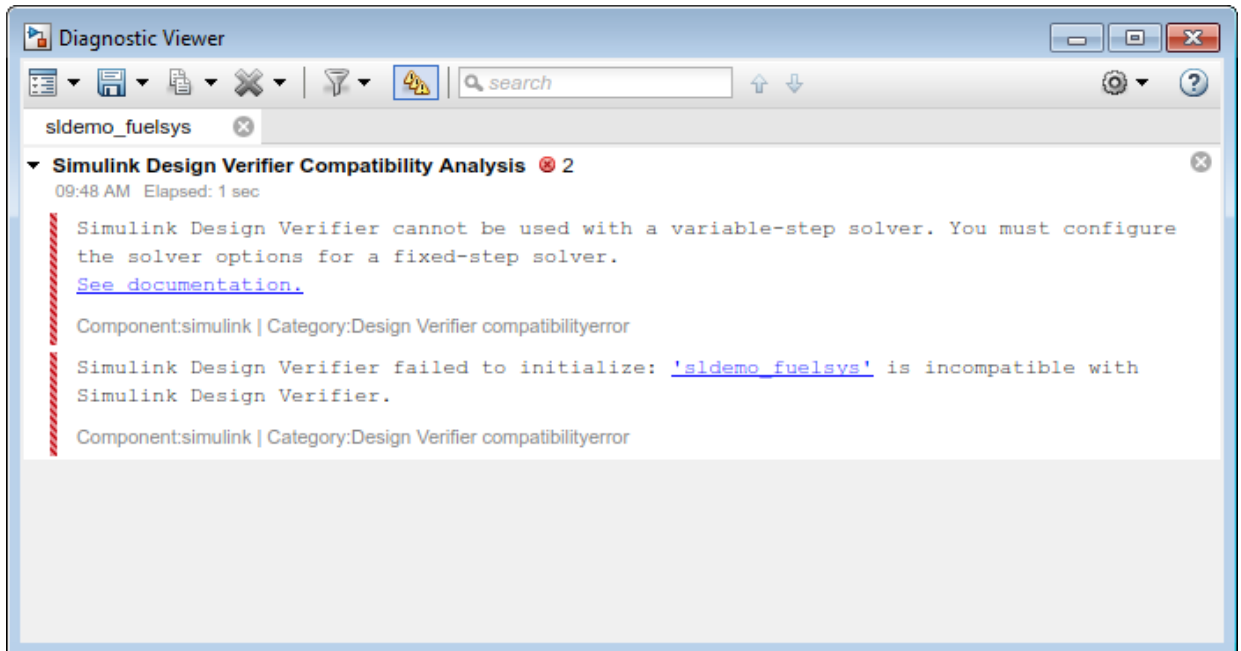 Diagnostic Viewer
search
sldemo_fuelsys
Simulink Design Verifier Compatibility Analysis 2
09:48 AM Elapsed: 1 sec
Simulink Design Verifier cannot be used with a variable-step solver. You must configure
the solver options for a fixed-step solver.
See documentation.
Component:simulink | Category:Design Verifier compatibilityerror
Simulink Design Verifier failed to initialize: 'sldemo_fuelsys' is incompatible with
Simulink Design Verifier.
Component:simulink | Category:Design Verifier compatibilityerror